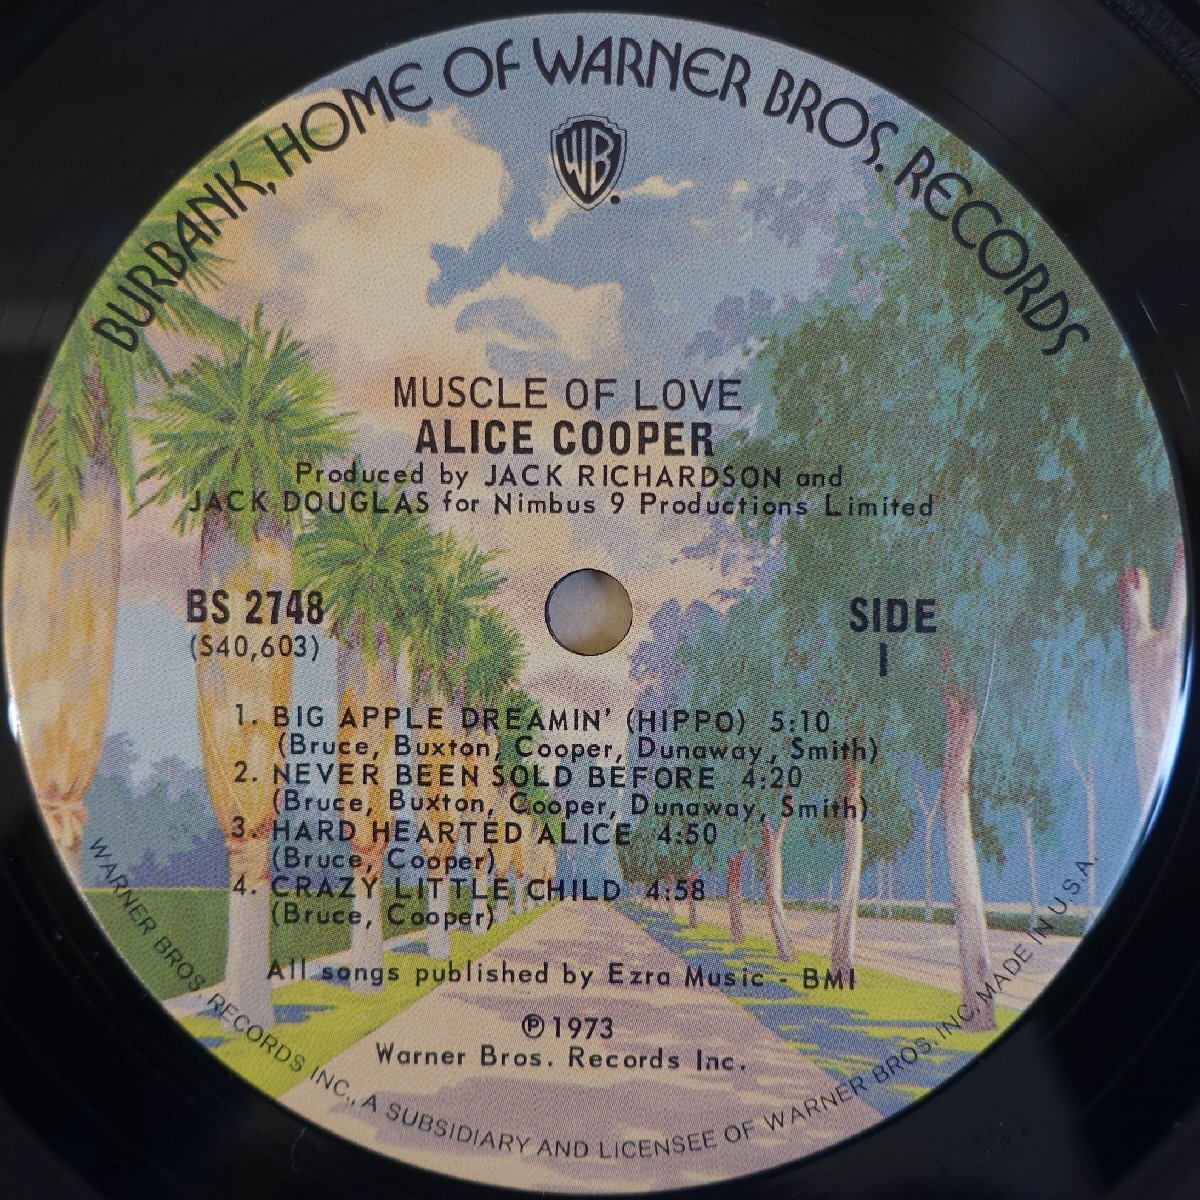 BURBANK, HOME OF WARNER BROS. RECORDS
WB
MUSCLE OF LOVE
ALICE COOPER
Produced by JACK RICHARDSON and
JACK DOUGLAS for Nimbus 9 Productions Limited
BS 2748
(S40,603)
SIDE
1
1. BIG APPLE DREAMIN' (HIPPO) 5:10
(Bruce, Buxton, Cooper, Dunaway, Smith)
2. NEVER BEEN SOLD BEFORE 4:20
(Bruce, Buxton, Cooper, Dunaway, Smith)
3. HARD HEARTED ALICE 4:50
(Bruce, Cooper)
4. CRAZY LITTLE CHILD 4:58
(Bruce, Cooper)
All songs published by Ezra Music - BMI
Ⓟ 1973
Warner Bros. Records Inc.
WARNER BROS. RECORDS INC., A SUBSIDIARY AND LICENSEE OF WARNER BROS. INC. MADE IN U.S.A.